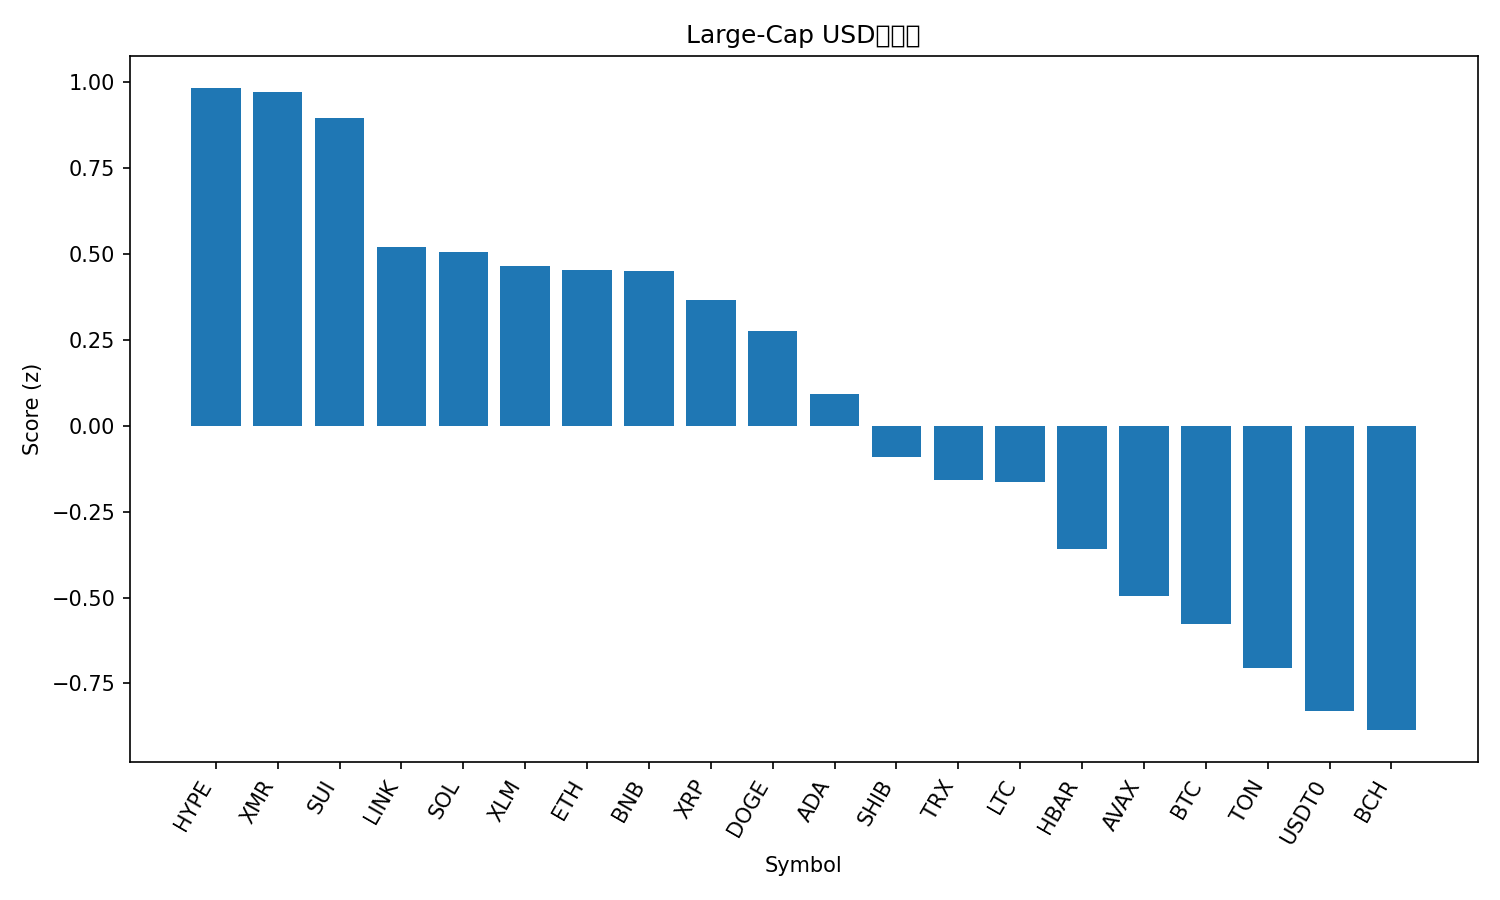 Large-Cap USD
1.00
0.75
0.50
0.25
0.00
−0.25
−0.50
−0.75
Score (z)
HYPE
XMR
SUI
LINK
SOL
XLM
ETH
BNB
XRP
DOGE
ADA
SHIB
TRX
LTC
HBAR
AVAX
BTC
TON
USDT0
BCH
Symbol